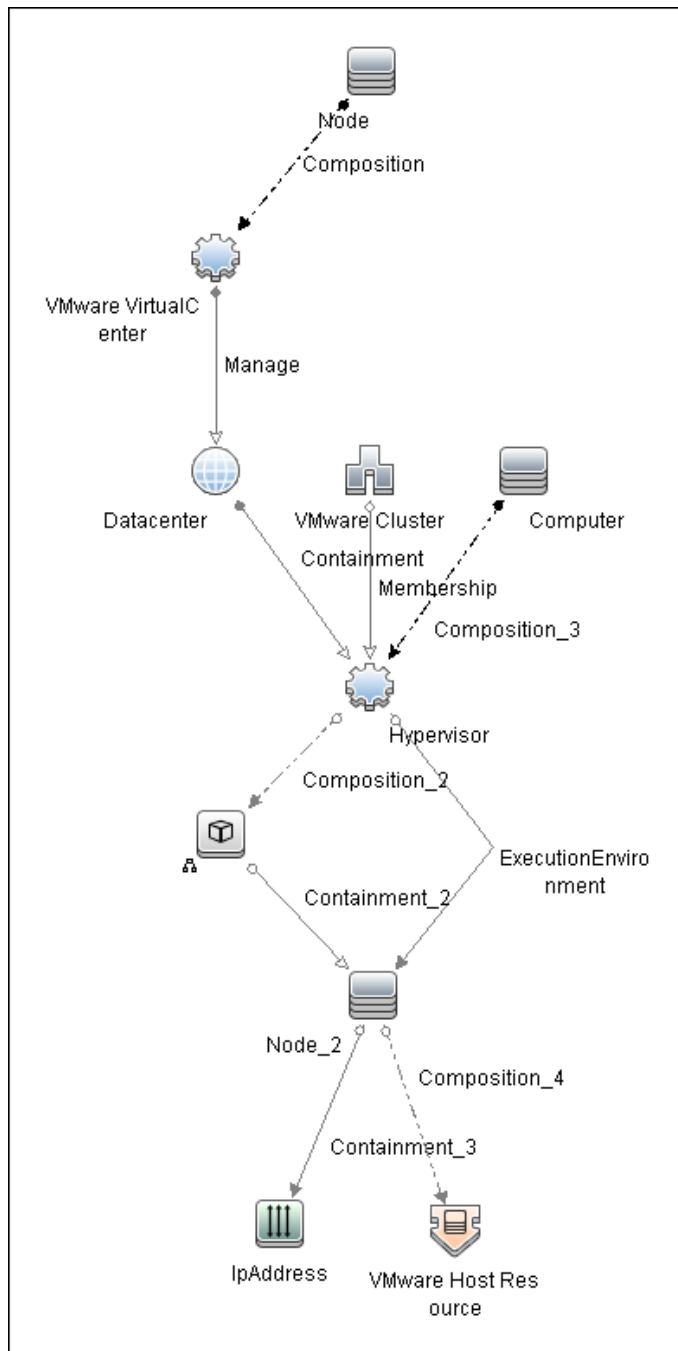 Node
Composition
VMware VirtualC
enter
Manage
Datacenter
VMware Cluster
Computer
Containment
Membership
Composition_3
Hypervisor
Composition_2
ExecutionEnviro
nment
Containment_2
Node_2
Composition_4
Containment_3
IpAddress
VMware Host Res
ource